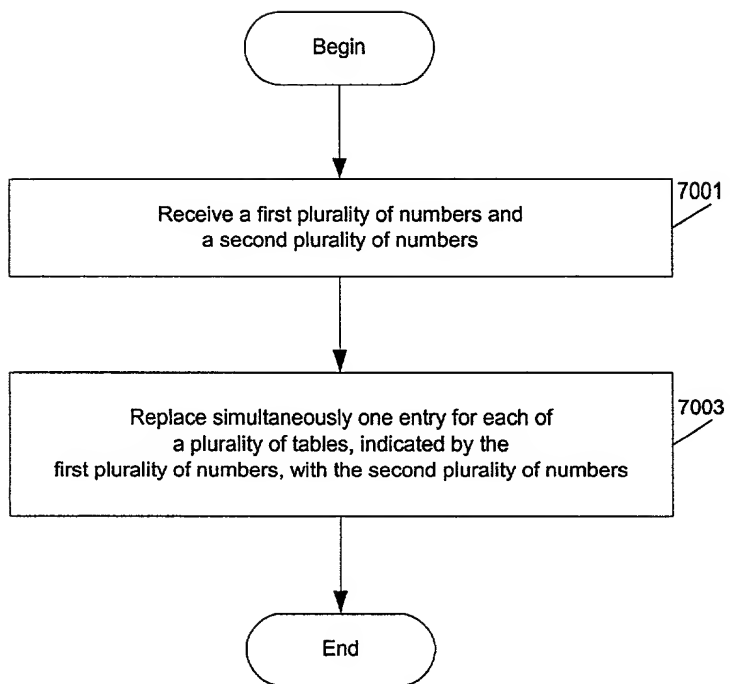 Begin
Receive a first plurality of numbers and
a second plurality of numbers
7001
Replace simultaneously one entry for each of
a plurality of tables, indicated by the
first plurality of numbers, with the second plurality of numbers
7003
End